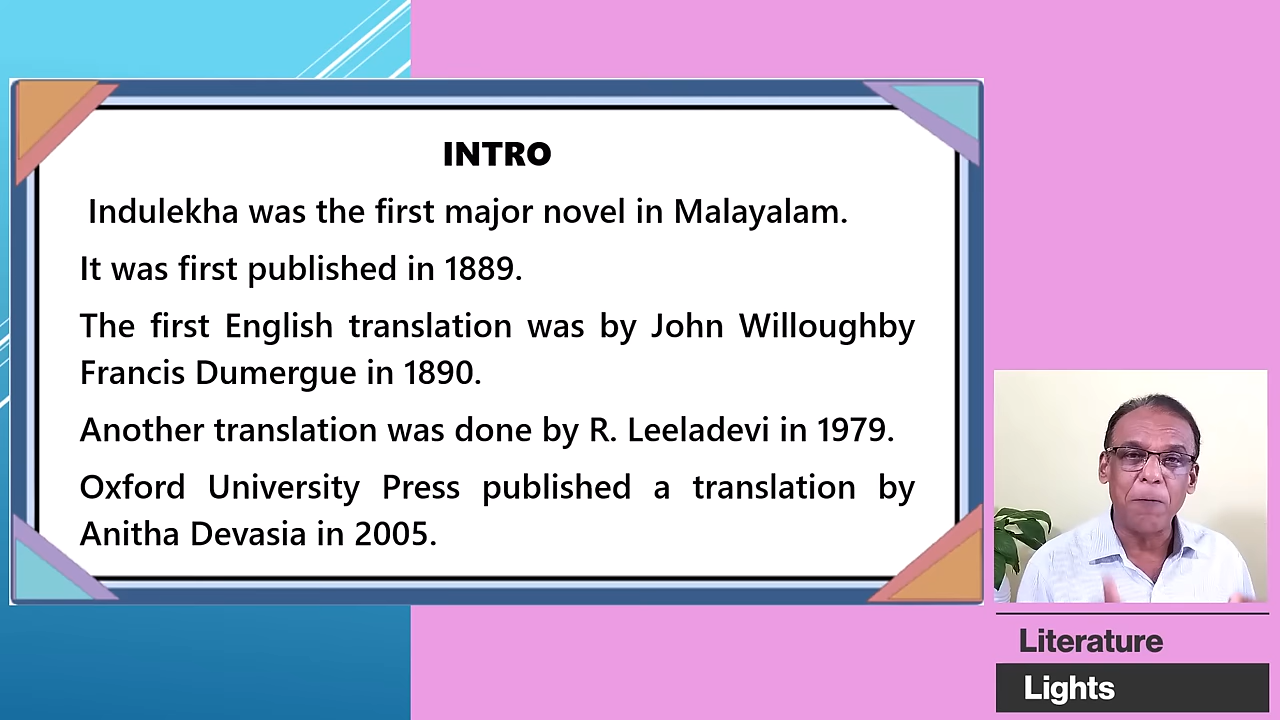 INTRO
Indulekha was the first major novel in Malayalam.
It was first published in 1889.
The first English translation was by John Willoughby
Francis Dumergue in 1890.
Another translation was done by R. Leeladevi in 1979.
Oxford University Press published a translation by
Anitha Devasia in 2005.
Literature
Lights